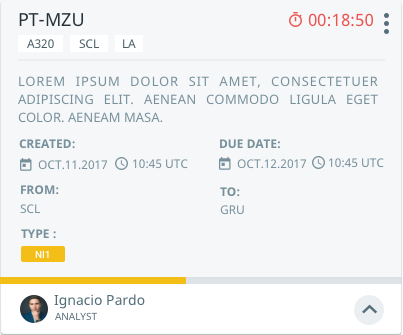 PT-MZU 00:18:50
A320 SCL LA
LOREM IPSUM DOLOR SIT AMET, CONSECTETUER
ADIPISCING ELIT. AENEAN COMMODO LIGULA EGET
COLOR. AENEAM MASA.
CREATED: DUE DATE:
OCT.11.2017 10:45 UTC OCT.12.2017 10:45 UTC
FROM: TO:
SCL GRU
TYPE :
NI1
Ignacio Pardo
ANALYST